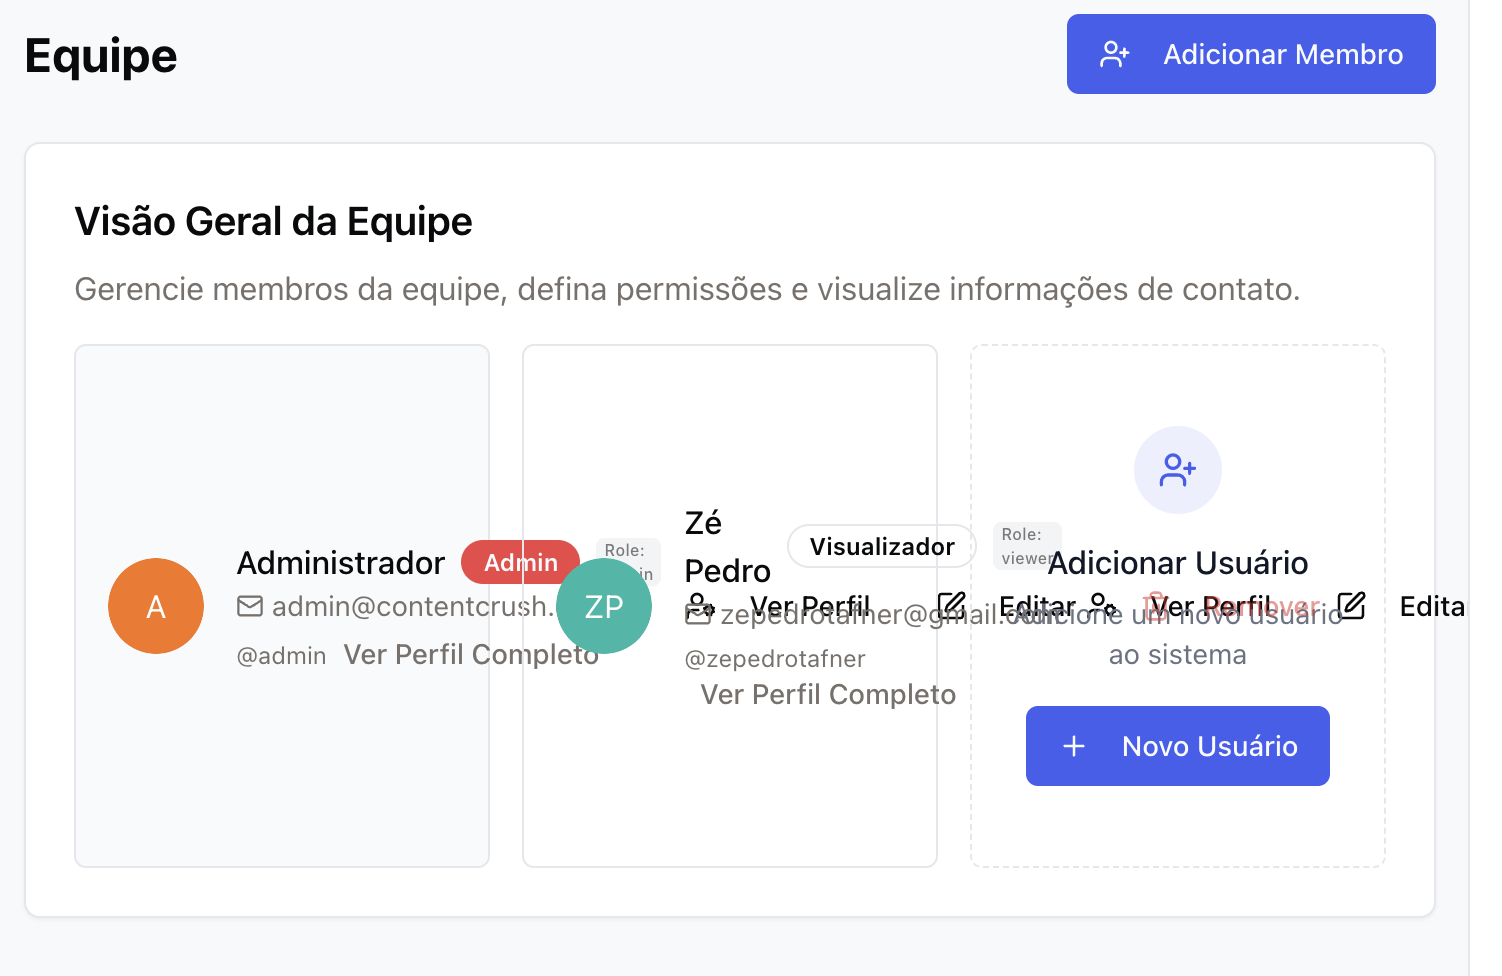 Equipe
Adicionar Membro
Visão Geral da Equipe
Gerencie membros da equipe, defina permissões e visualize informações de contato.
A
Administrador
Admin
Role:
admin@contentcrush.
@admin
Ver Perfil Completo
ZP
Zé
Pedro
Visualizador
Role:
viewer
zepedrotafner@gmail.com
@zepedrotafner
Ver Perfil Completo
Ver Perfil
Editar
Remover
Ver Perfil
Edita
Adicionar Usuário
Adicione um novo usuário
ao sistema
Novo Usuário